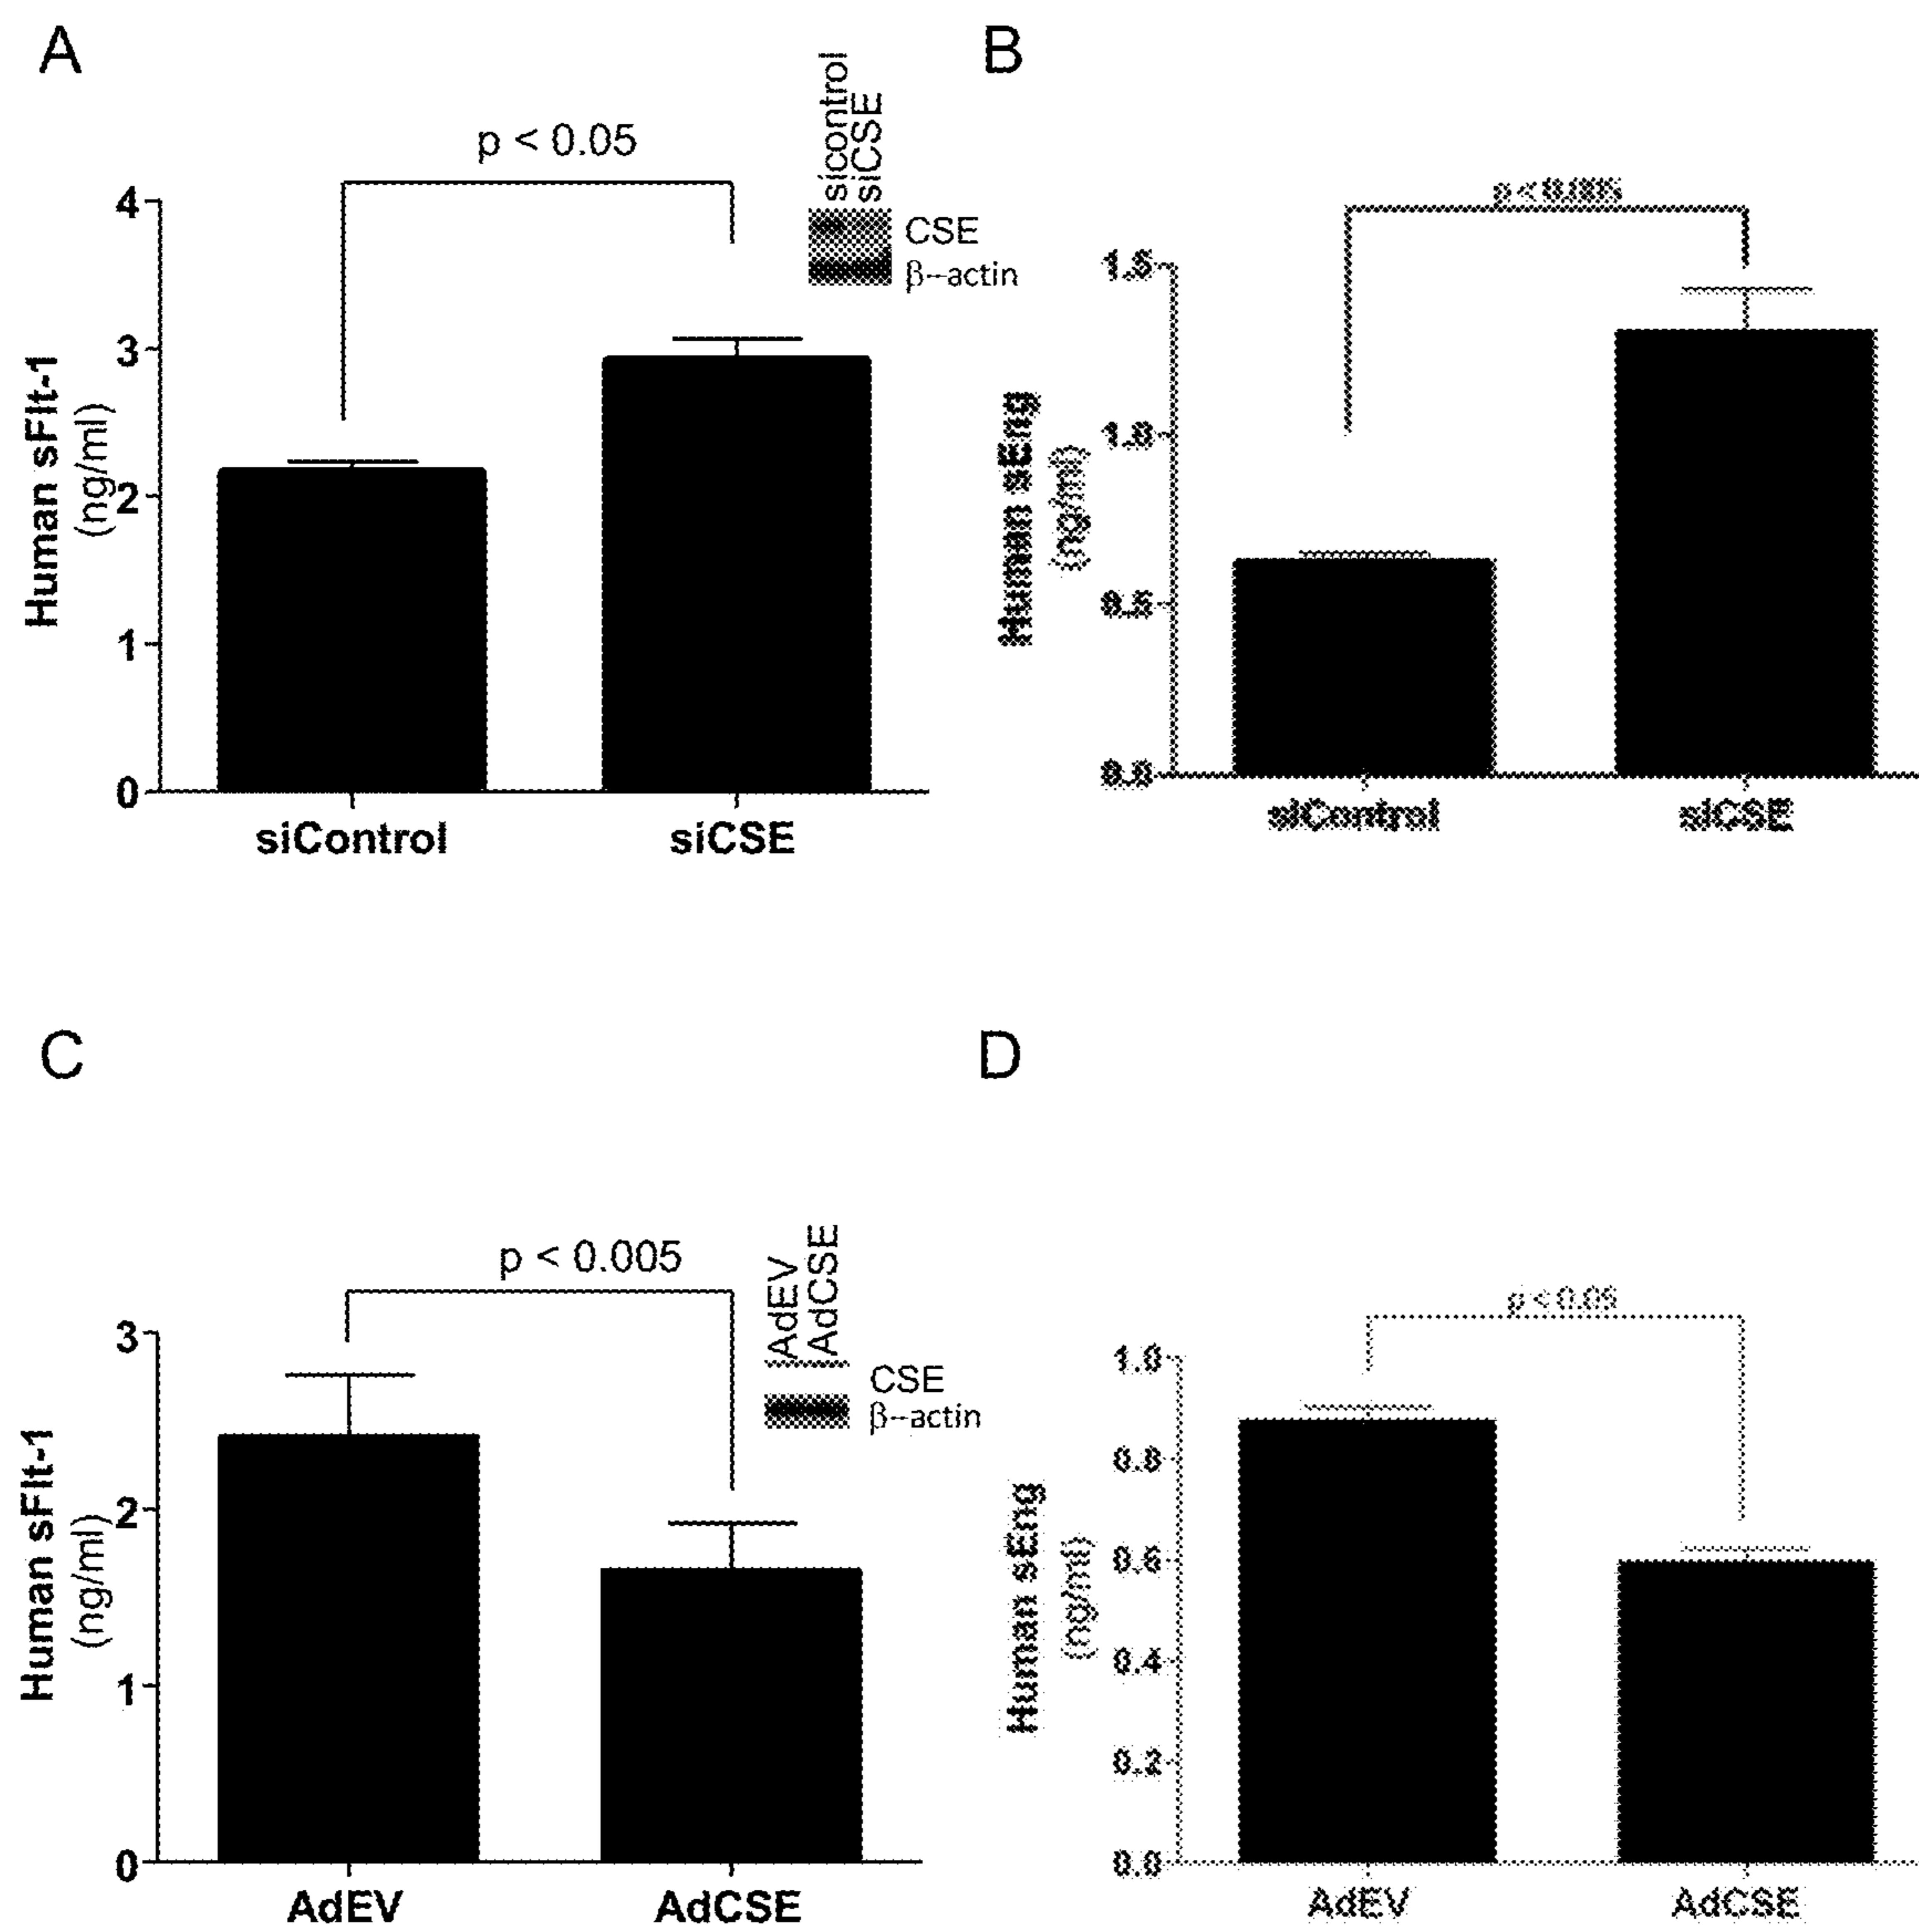 A
p < 0.05
sicontrol
siCSE
CSE
β-actin
4
3
2
1
0
Human sFlt-1
(ng/ml)
siControl
siCSE
B
p <
1.5
1.0
0.5
0.0
Human sEng
(ng/ml)
siControl
siCSE
C
p < 0.005
AdEV
AdCSE
CSE
β-actin
3
2
1
0
Human sFlt-1
(ng/ml)
AdEV
AdCSE
D
p < 0.05
1.0
0.8
0.6
0.4
0.2
0.0
Human sEng
(ng/ml)
AdEV
AdCSE